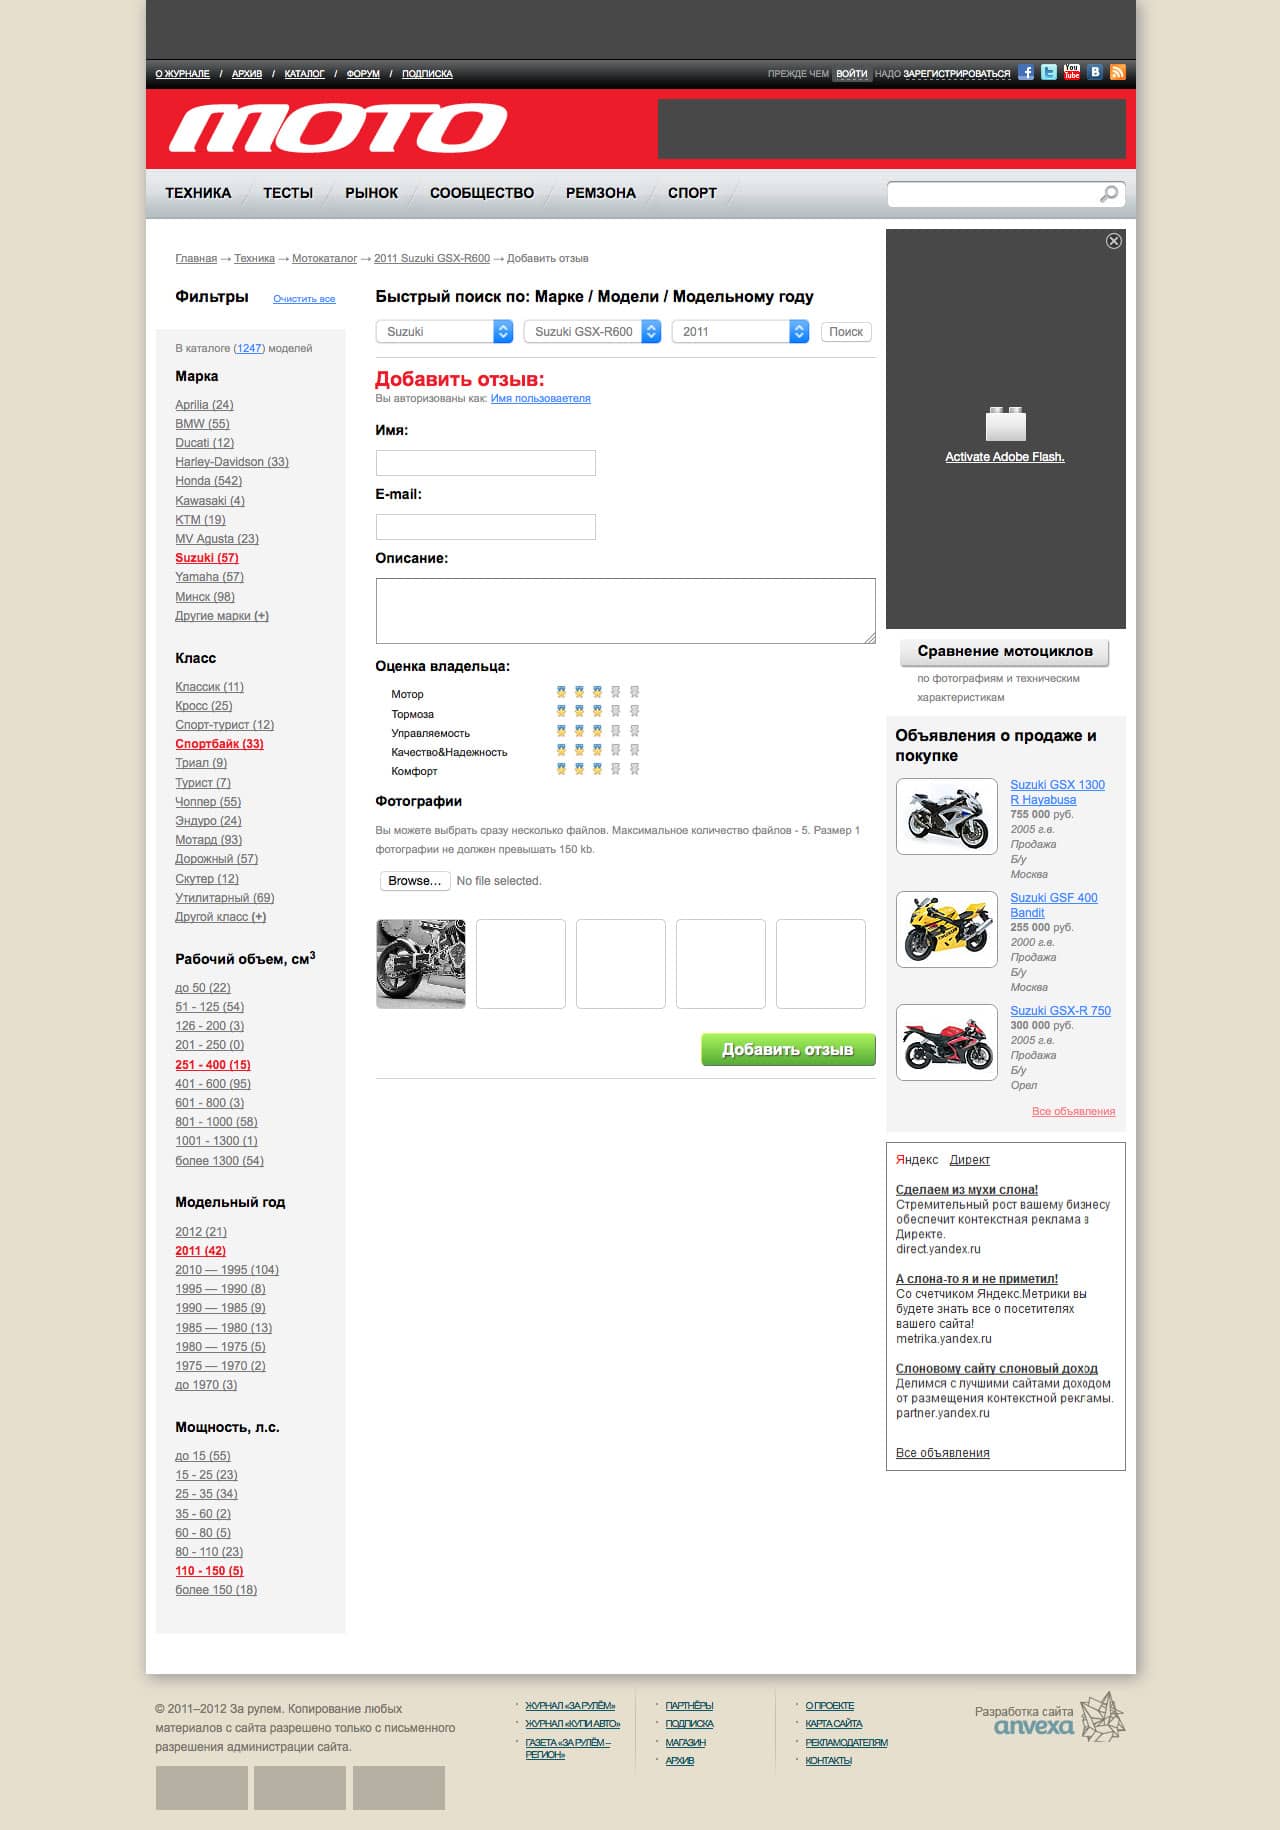 О ЖУРНАЛЕ / АРХИВ / КАТАЛОГ / ФОРУМ / ПОДПИСКА
ПРЕЖДЕ ЧЕМ ВОЙТИ НАДО ЗАРЕГИСТРИРОВАТЬСЯ
You Tube
B
мото
ТЕХНИКА ТЕСТЫ РЫНОК СООБЩЕСТВО РЕМЗОНА СПОРТ
Главная → Техника → Мотокаталог → 2011 Suzuki GSX-R600 → Добавить отзыв
Фильтры Очистить все
В каталоге (1247) моделей
Марка
Aprilia (24)
BMW (55)
Ducati (12)
Harley-Davidson (33)
Honda (542)
Kawasaki (4)
KTM (19)
MV Agusta (23)
Suzuki (57)
Yamaha (57)
Минск (98)
Другие марки (+)
Класс
Классик (11)
Кросс (25)
Спорт-турист (12)
Спортбайк (33)
Триал (9)
Турист (7)
Чоппер (55)
Эндуро (24)
Мотард (93)
Дорожный (57)
Скутер (12)
Утилитарный (69)
Другой класс (+)
Рабочий объем, см3
до 50 (22)
51 - 125 (54)
126 - 200 (3)
201 - 250 (0)
251 - 400 (15)
401 - 600 (95)
601 - 800 (3)
801 - 1000 (58)
1001 - 1300 (1)
более 1300 (54)
Модельный год
2012 (21)
2011 (42)
2010 — 1995 (104)
1995 — 1990 (8)
1990 — 1985 (9)
1985 — 1980 (13)
1980 — 1975 (5)
1975 — 1970 (2)
до 1970 (3)
Мощность, л.с.
до 15 (55)
15 - 25 (23)
25 - 35 (34)
35 - 60 (2)
60 - 80 (5)
80 - 110 (23)
110 - 150 (5)
более 150 (18)
Быстрый поиск по: Марке / Модели / Модельному году
Suzuki Suzuki GSX-R600 2011 Поиск
Добавить отзыв:
Вы авторизованы как: Имя пользоваетеля
Имя:
E-mail:
Описание:
Оценка владельца:
Мотор
Тормоза
Управляемость
Качество&Надежность
Комфорт
Фотографии
Вы можете выбрать сразу несколько файлов. Максимальное количество файлов - 5. Размер 1
фотографии не должен превышать 150 kb.
Browse... No file selected.
Добавить отзыв
Activate Adobe Flash.
Сравнение мотоциклов
по фотографиям и техническим
характеристикам
Объявления о продаже и
покупке
Suzuki GSX 1300
R Hayabusa
755 000 руб.
2005 г.в.
Продажа
Б/у
Москва
Suzuki GSF 400
Bandit
255 000 руб.
2000 г.в.
Продажа
Б/у
Москва
Suzuki GSX-R 750
300 000 руб.
2005 г.в.
Продажа
Б/у
Орел
Все объявления
Яндекс Директ
Сделаем из мухи слона!
Стремительный рост вашему бизнесу
обеспечит контекстная реклама в
Директе.
direct.yandex.ru
А слона-то я и не приметил!
Со счетчиком Яндекс.Метрики вы
будете знать все о посетителях
вашего сайта!
metrika.yandex.ru
Слоновому сайту слоновый доход
Делимся с лучшими сайтами доходом
от размещения контекстной рекламы.
partner.yandex.ru
Все объявления
© 2011–2012 За рулем. Копирование любых
материалов с сайта разрешено только с письменного
разрешения администрации сайта.
ЖУРНАЛ «ЗА РУЛЁМ»
ЖУРНАЛ «КУПИ АВТО»
ГАЗЕТА «ЗА РУЛЁМ –
РЕГИОН»
ПАРТНЁРЫ
ПОДПИСКА
МАГАЗИН
АРХИВ
О ПРОЕКТЕ
КАРТА САЙТА
РЕКЛАМОДАТЕЛЯМ
КОНТАКТЫ
Разработка сайта
anvexa